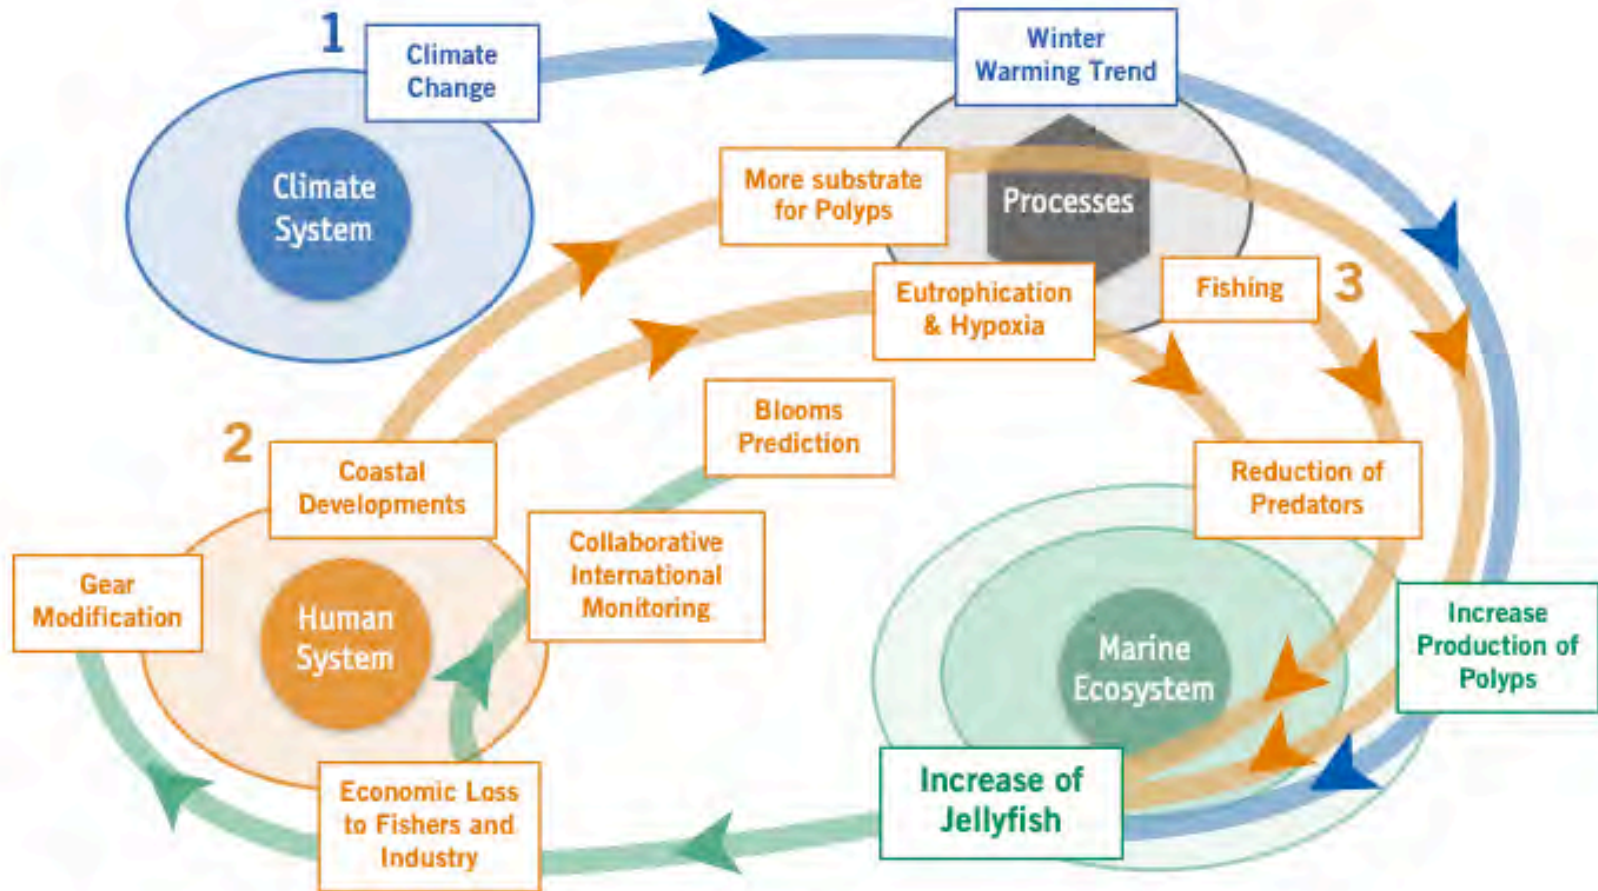 1
Climate
Change
Winter
Warming Trend
Climate
System
More substrate
for Polyps
Processes
Eutrophication
& Hypoxia
Fishing
3
Blooms
Prediction
2
Coastal
Developments
Reduction of
Predators
Collaborative
International
Monitoring
Gear
Modification
Human
System
Marine
Ecosystem
Increase
Production of
Polyps
Economic Loss
to Fishers and
Industry
Increase of
Jellyfish